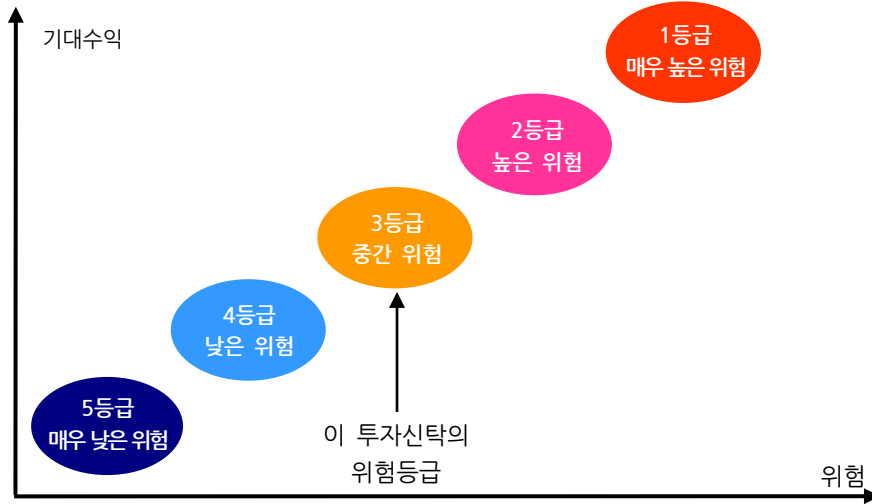 기대수익
1등급
매우 높은 위험
2등급
높은 위험
3등급
중간 위험
4등급
낮은 위험
5등급
매우 낮은 위험
이 투자신탁의
위험등급
위험